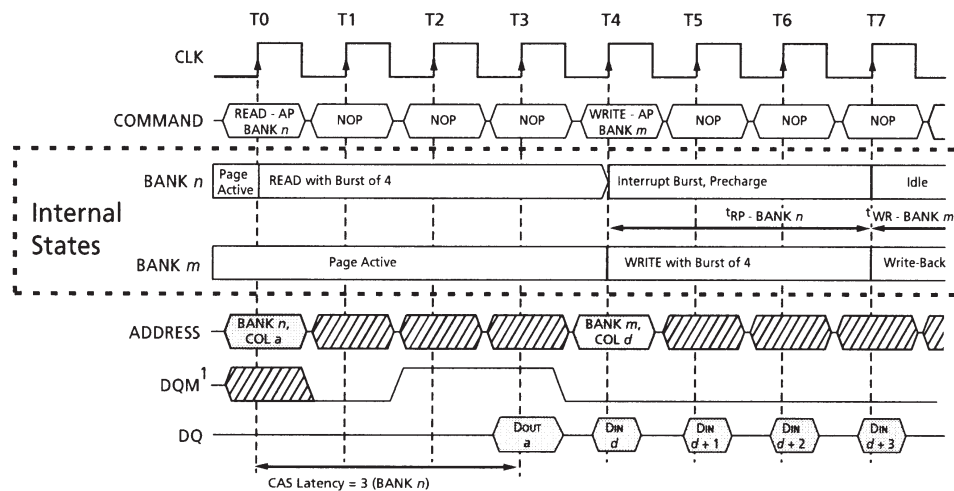 T0 T1 T2 T3 T4 T5 T6 T7
CLK
COMMAND
READ - AP
BANK n
NOP
NOP
NOP
WRITE - AP
BANK m
NOP
NOP
NOP
Internal
States
BANK n
Page
Active
READ with Burst of 4
Interrupt Burst, Precharge
Idle
tRP - BANK n
tWR - BANK m
BANK m
Page Active
WRITE with Burst of 4
Write-Back
ADDRESS
BANK n,
COL a
BANK m,
COL d
DQM1
DQ
DOUT
a
DIN
d
DIN
d + 1
DIN
d + 2
DIN
d + 3
CAS Latency = 3 (BANK n)